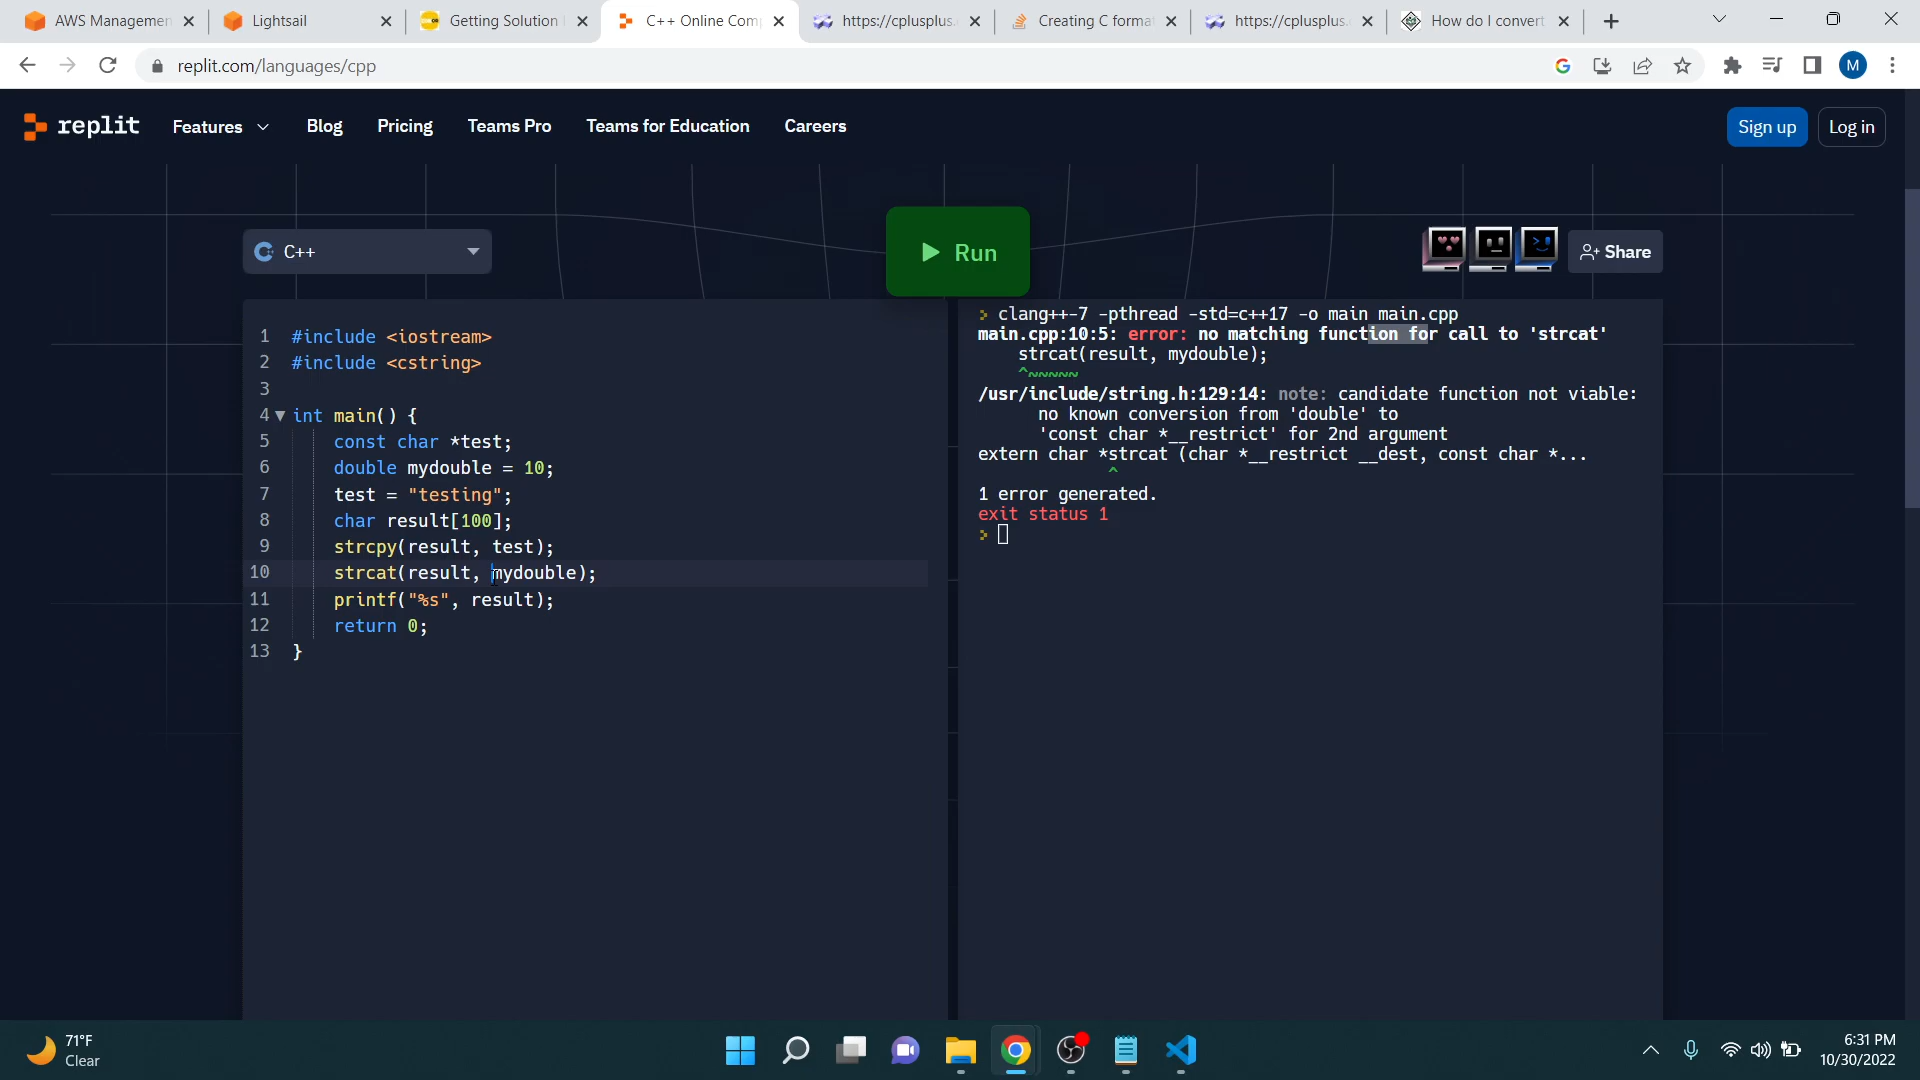 AWS Managemen
Lightsail
Getting Solution
C++ Online Com
https://cplusplus.
Creating C forma
https://cplusplus.
How do I convert
replit.com/languages/cpp
M
replit
Features
Blog
Pricing
Teams Pro
Teams for Education
Careers
Sign up
Log in
C++
Run
Share
1 #include <iostream>
2 #include <cstring>
3
4 int main() {
5 const char *test;
6 double mydouble = 10;
7 test = "testing";
8 char result[100];
9 strcpy(result, test);
10 strcat(result, mydouble);
11 printf("%s", result);
12 return 0;
13 }
> clang++-7 -pthread -std=c++17 -o main main.cpp
main.cpp:10:5: error: no matching function for call to 'strcat'
strcat(result, mydouble);
^~~~~~
/usr/include/string.h:129:14: note: candidate function not viable:
no known conversion from 'double' to
'const char *__restrict' for 2nd argument
extern char *strcat (char *__restrict __dest, const char *...
^
1 error generated.
exit status 1
>
71°F
Clear
6:31 PM
10/30/2022